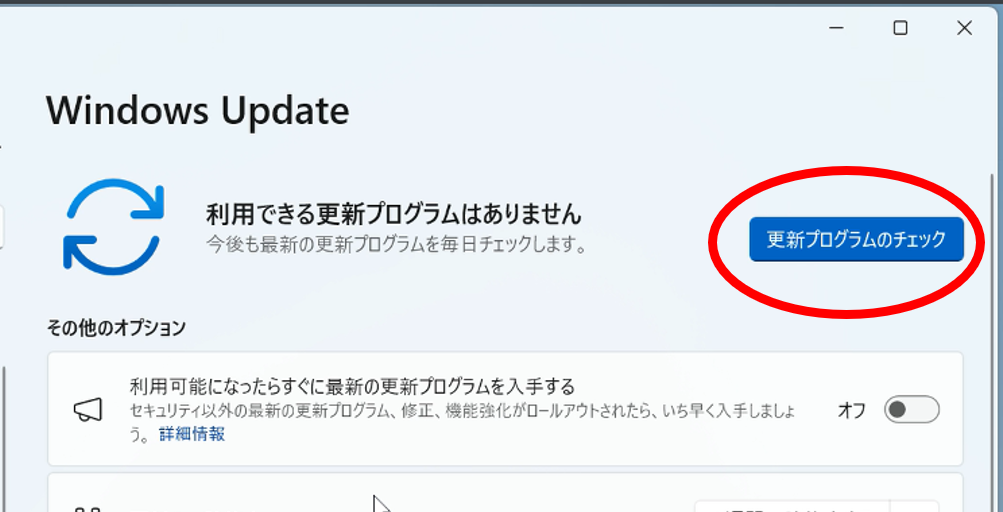 Windows Update
利用できる更新プログラムはありません
今後も最新の更新プログラムを毎日チェックします。
更新プログラムのチェック
その他のオプション
利用可能になったらすぐに最新の更新プログラムを入手する
セキュリティ以外の最新の更新プログラム、修正、機能強化がロールアウトされたら、いち早く入手しましょ
う。 詳細情報
オフ